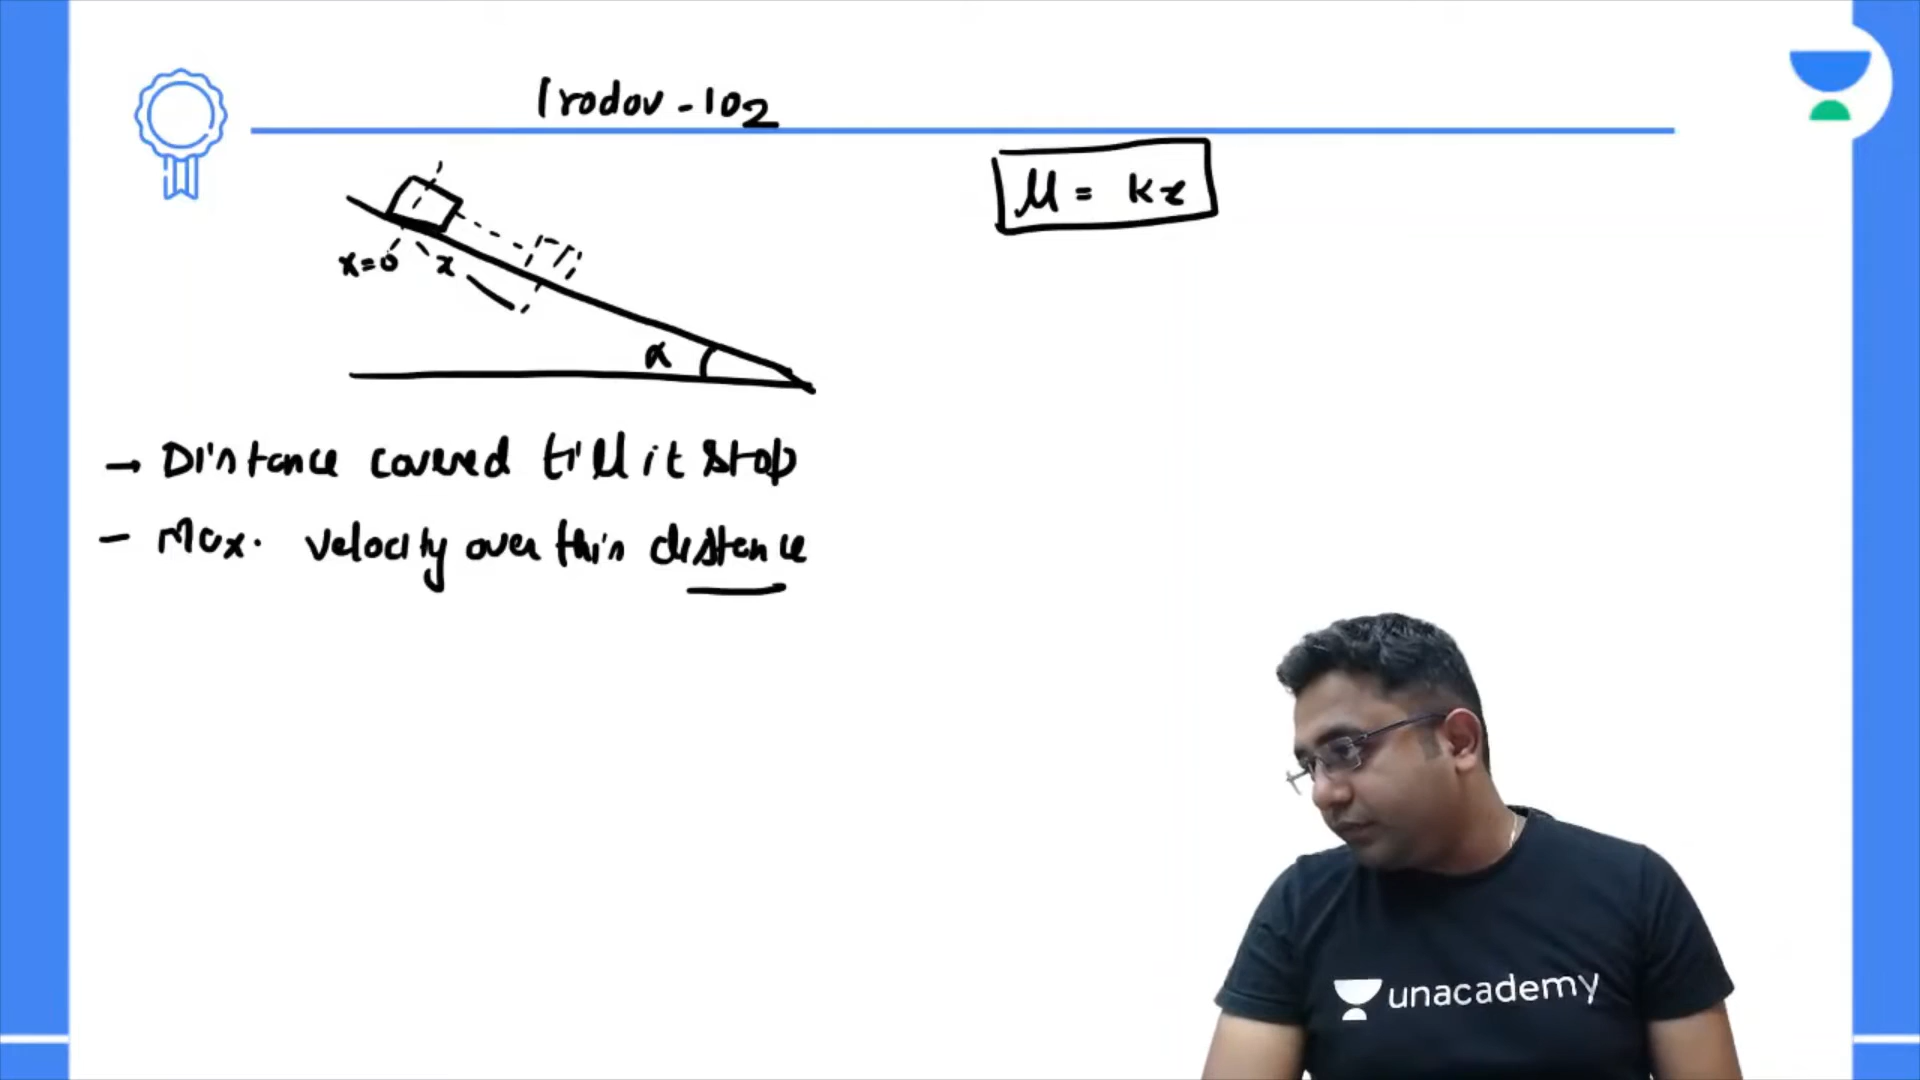 Irodov - 102
μ = kx
x=0 x
α
→ Distance covered till it stop
- Max. velocity over this distance
unacademy